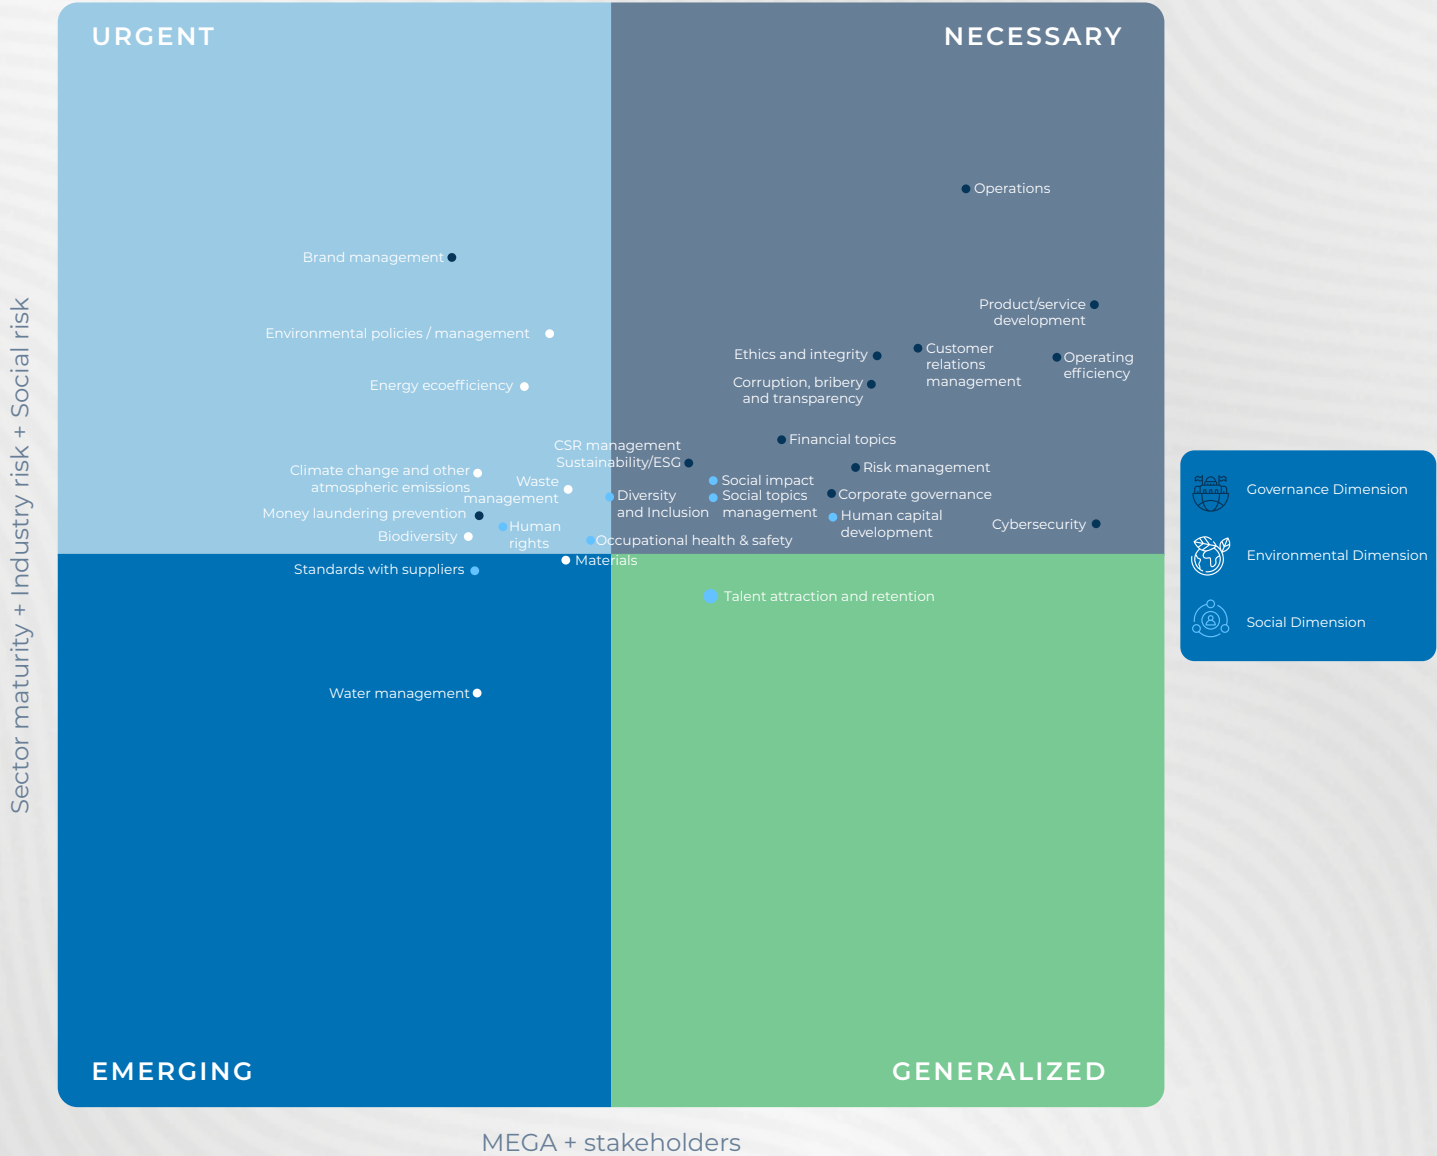 URGENT
NECESSARY
Operations
Brand management
Product/service
development
Environmental policies / management
Customer
relations
management
Ethics and integrity
Operating
efficiency
Energy ecoefficiency
Corruption, bribery
and transparency
Financial topics
CSR management
Sustainability/ESG
Risk management
Climate change and other
atmospheric emissions
Waste
management
Social impact
Diversity
and Inclusion
Social topics
management
Corporate governance
Money laundering prevention
Human capital
development
Human
rights
Cybersecurity
Biodiversity
Occupational health & safety
Materials
Standards with suppliers
Talent attraction and retention
Water management
EMERGING
GENERALIZED
Sector maturity + Industry risk + Social risk
MEGA + stakeholders
Governance Dimension
Environmental Dimension
Social Dimension